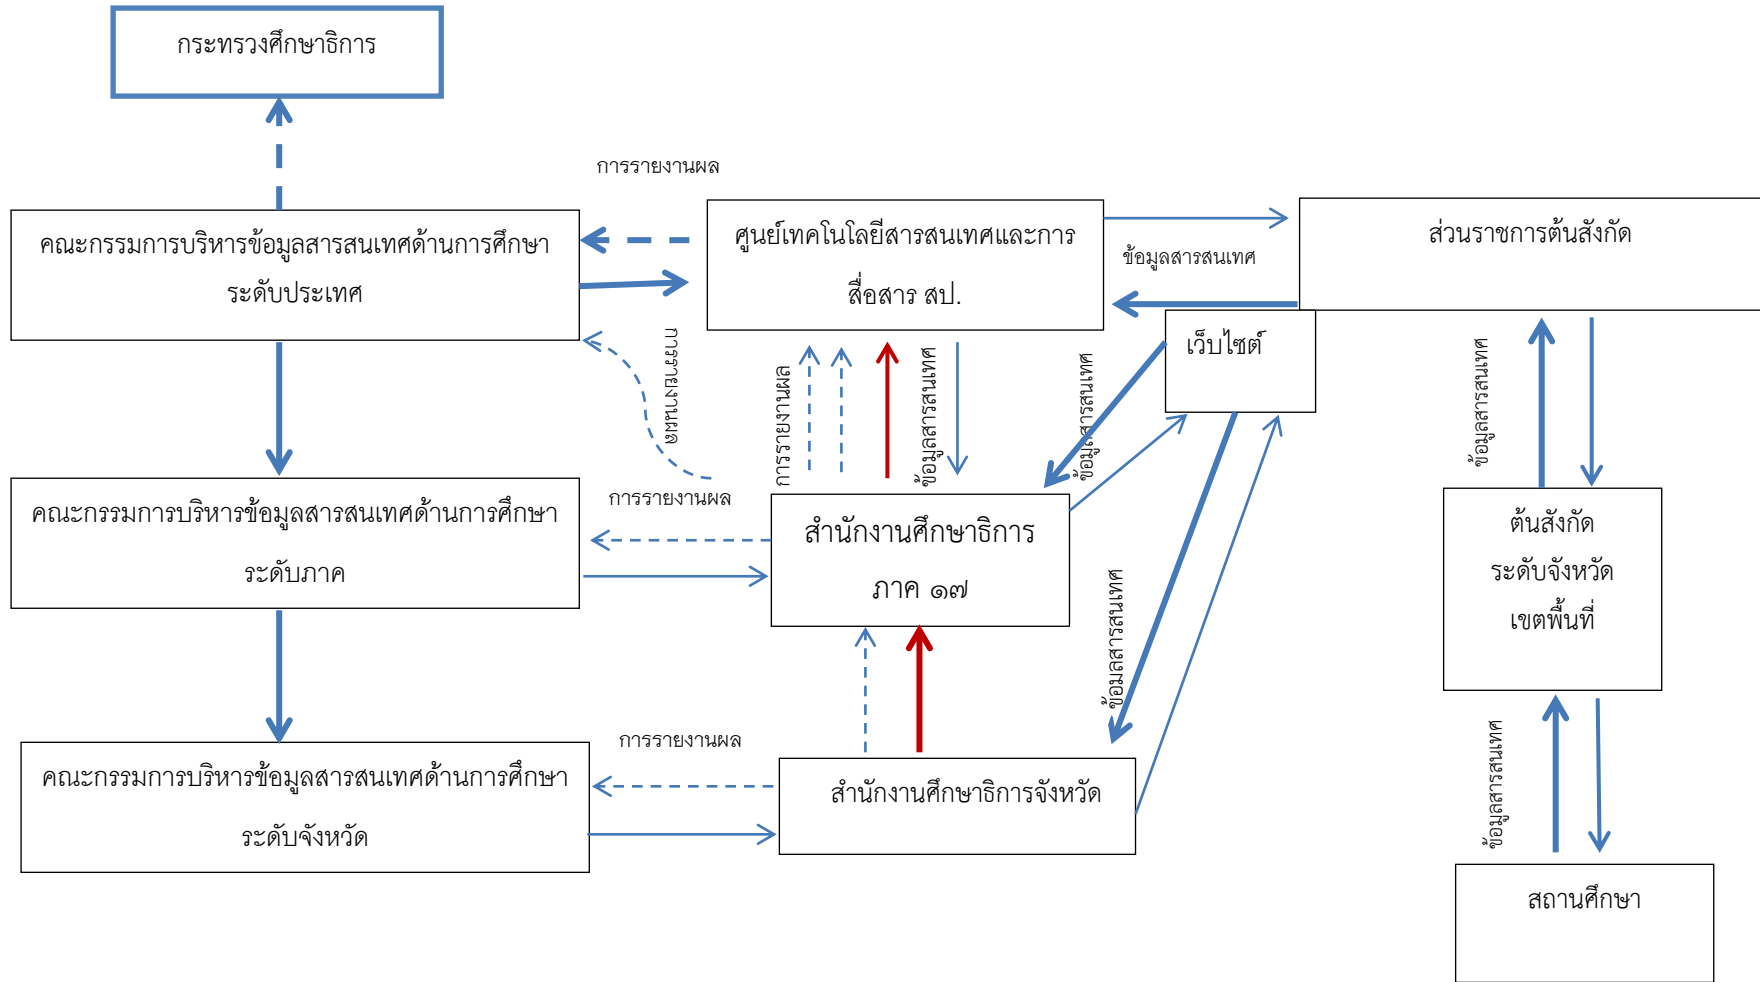 กระทรวงศึกษาธิการ
การรายงานผล
คณะกรรมการบริหารข้อมูลสารสนเทศด้านการศึกษา
ระดับประเทศ
ศูนย์เทคโนโลยีสารสนเทศและการ
สื่อสาร สป.
ข้อมูลสารสนเทศ
ส่วนราชการต้นสังกัด
เว็บไซต์
การรายงานผล
การรายงานผล
ข้อมูลสารสนเทศ
ข้อมูลสารสนเทศ
ข้อมูลสารสนเทศ
คณะกรรมการบริหารข้อมูลสารสนเทศด้านการศึกษา
ระดับภาค
การรายงานผล
สำนักงานศึกษาธิการ
ภาค ๑๗
ต้นสังกัด
ระดับจังหวัด
เขตพื้นที่
ข้อมูลสารสนเทศ
คณะกรรมการบริหารข้อมูลสารสนเทศด้านการศึกษา
ระดับจังหวัด
การรายงานผล
สำนักงานศึกษาธิการจังหวัด
ข้อมูลสารสนเทศ
สถานศึกษา